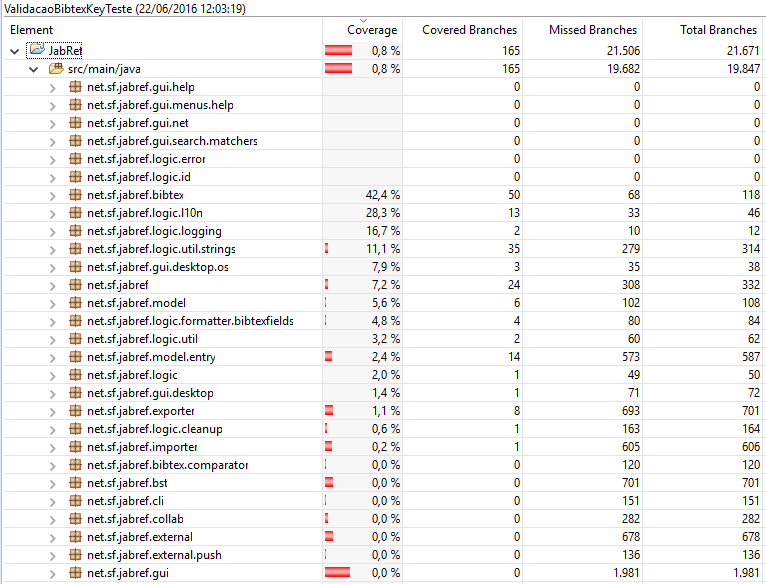 ValidacaoBibtexKeyTeste (22/06/2016 12:03:19)
Element Coverage Covered Branches Missed Branches Total Branches
JabRef 0,8 % 165 21.506 21.671
src/main/java 0,8 % 165 19.682 19.847
net.sf.jabref.gui.help 0 0 0
net.sf.jabref.gui.menus.help 0 0 0
net.sf.jabref.gui.net 0 0 0
net.sf.jabref.gui.search.matchers 0 0 0
net.sf.jabref.logic.error 0 0 0
net.sf.jabref.logic.id 0 0 0
net.sf.jabref.bibtex 42,4 % 50 68 118
net.sf.jabref.logic.l10n 28,3 % 13 33 46
net.sf.jabref.logic.logging 16,7 % 2 10 12
net.sf.jabref.logic.util.strings 11,1 % 35 279 314
net.sf.jabref.gui.desktop.os 7,9 % 3 35 38
net.sf.jabref 7,2 % 24 308 332
net.sf.jabref.model 5,6 % 6 102 108
net.sf.jabref.logic.formatter.bibtexfields 4,8 % 4 80 84
net.sf.jabref.logic.util 3,2 % 2 60 62
net.sf.jabref.model.entry 2,4 % 14 573 587
net.sf.jabref.logic 2,0 % 1 49 50
net.sf.jabref.gui.desktop 1,4 % 1 71 72
net.sf.jabref.exporter 1,1 % 8 693 701
net.sf.jabref.logic.cleanup 0,6 % 1 163 164
net.sf.jabref.importer 0,2 % 1 605 606
net.sf.jabref.bibtex.comparator 0,0 % 0 120 120
net.sf.jabref.bst 0,0 % 0 701 701
net.sf.jabref.cli 0,0 % 0 151 151
net.sf.jabref.collab 0,0 % 0 282 282
net.sf.jabref.external 0,0 % 0 678 678
net.sf.jabref.external.push 0,0 % 0 136 136
net.sf.jabref.gui 0,0 % 0 1.981 1.981